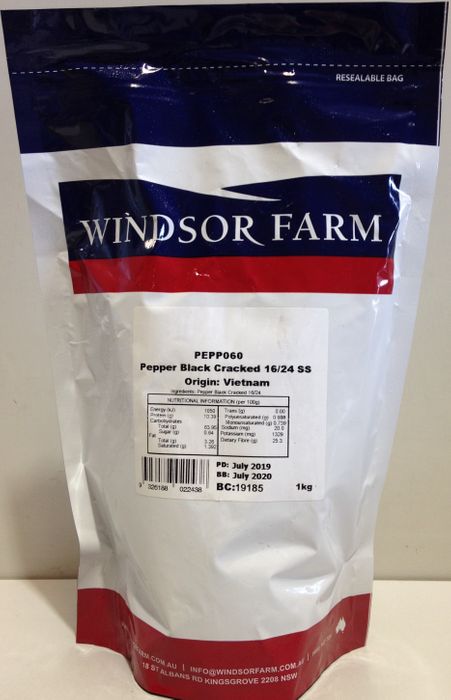 RESEALABLE BAG
WINDSOR FARM
PEPP060
Pepper Black Cracked 16/24 SS
Origin: Vietnam
Ingredients: Pepper Black Cracked 16/24
NUTRITIONAL INFORMATION (per 100g)
Energy (kJ) 1050
Protein (g) 10.39
Carbohydrates
Total (g) 63.95
Sugar (g) 0.64
Fat
Total (g) 3.26
Saturated (g) 1.392
Trans (g) 0.00
Polyunsaturated (g) 0.998
Monounsaturated (g) 0.739
Sodium (mg) 20.0
Potassium (mg) 1329
Dietary Fibre (g) 25.3
PD: July 2019
BB: July 2020
BC:19185 1kg
9 326188 022438
.COM.AU | INFO@WINDSORFARM.COM.AU |
18 ST ALBANS RD KINGSGROVE 2208 NSW